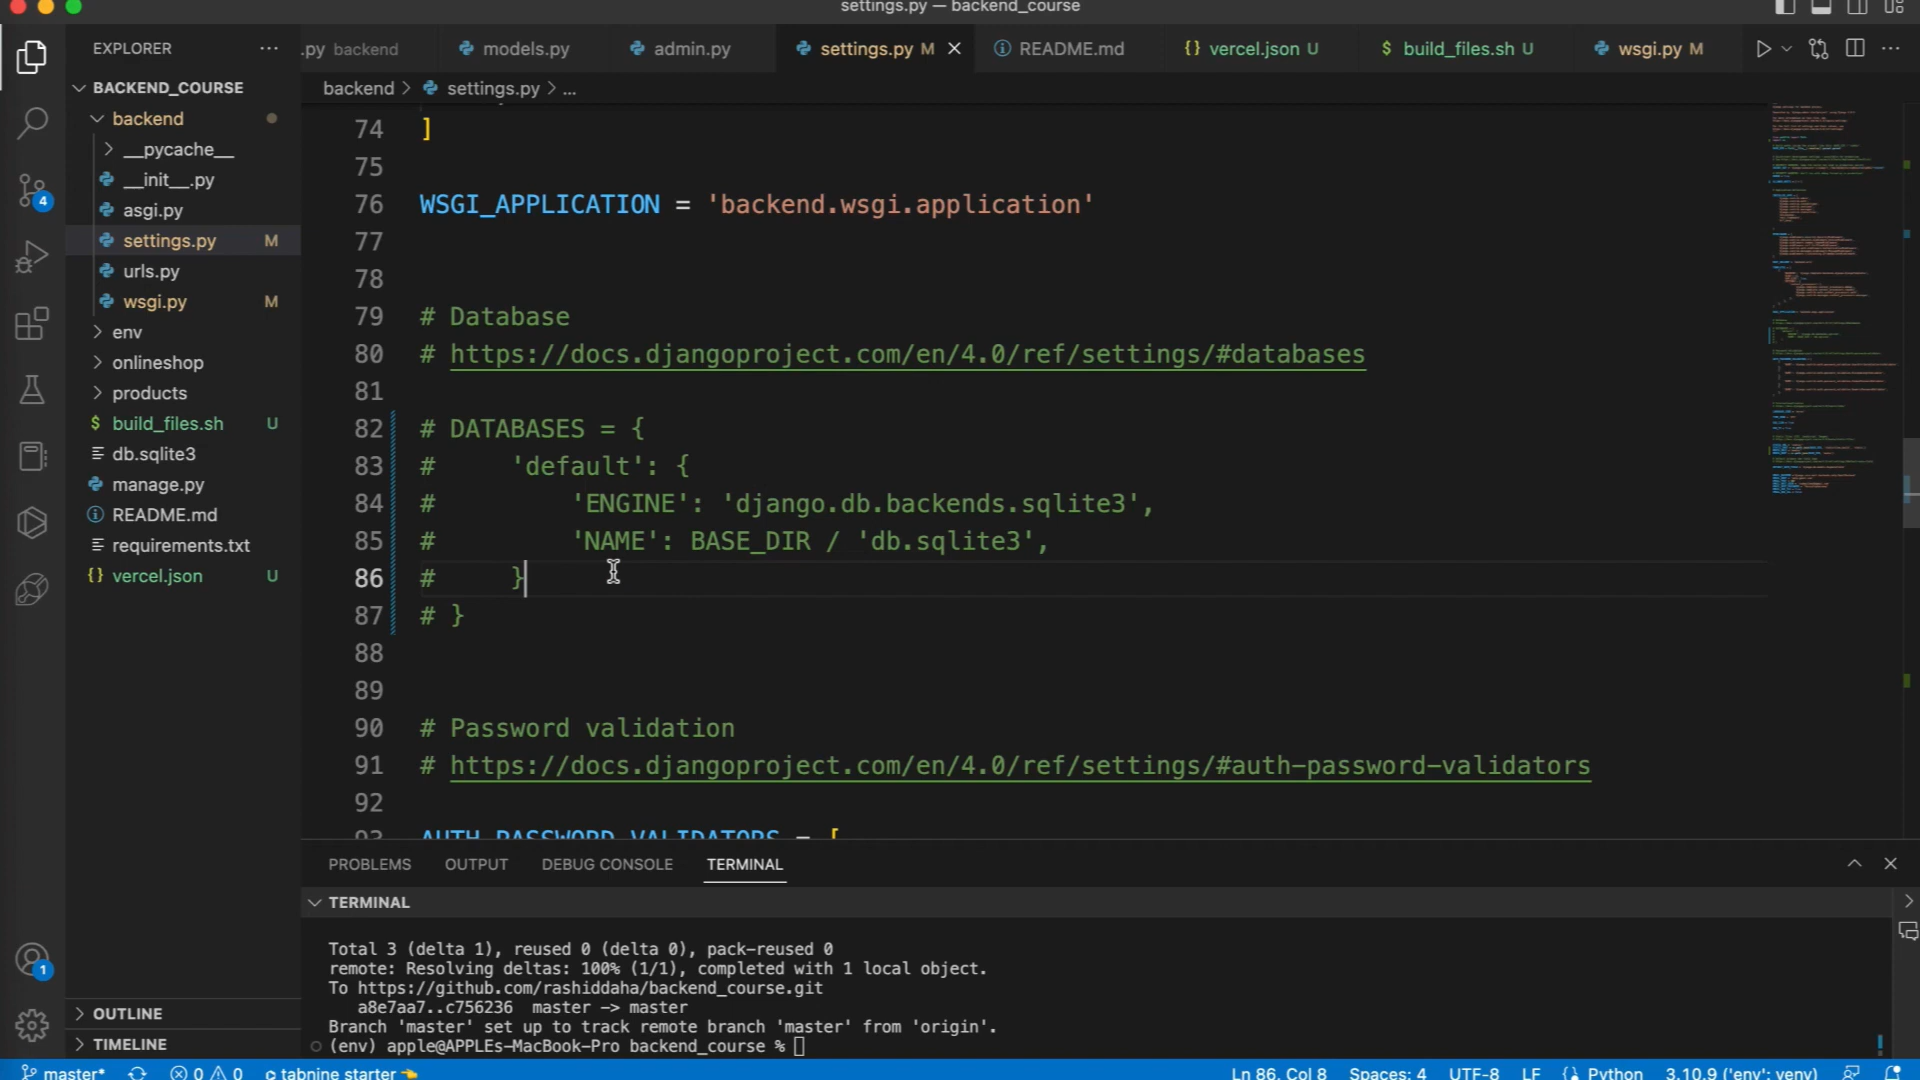 settings.py — backend_course
EXPLORER
.py backend
models.py
admin.py
settings.py M
README.md
vercel.json U
build_files.sh U
wsgi.py M
BACKEND_COURSE
backend
__pycache__
__init__.py
asgi.py
settings.py M
urls.py
wsgi.py M
env
onlineshop
products
build_files.sh U
db.sqlite3
manage.py
README.md
requirements.txt
vercel.json U
OUTLINE
TIMELINE
4
1
backend > settings.py > ...
74 ]
75
76 WSGI_APPLICATION = 'backend.wsgi.application'
77
78
79 # Database
80 # https://docs.djangoproject.com/en/4.0/ref/settings/#databases
81
82 # DATABASES = {
83 #     'default': {
84 #         'ENGINE': 'django.db.backends.sqlite3',
85 #         'NAME': BASE_DIR / 'db.sqlite3',
86 #     }
87 # }
88
89
90 # Password validation
91 # https://docs.djangoproject.com/en/4.0/ref/settings/#auth-password-validators
92
93 AUTH_PASSWORD_VALIDATORS = [
PROBLEMS OUTPUT DEBUG CONSOLE TERMINAL
TERMINAL
Total 3 (delta 1), reused 0 (delta 0), pack-reused 0
remote: Resolving deltas: 100% (1/1), completed with 1 local object.
To https://github.com/rashiddaha/backend_course.git
a8e7aa7..c756236  master -> master
Branch 'master' set up to track remote branch 'master' from 'origin'.
(env) apple@APPLEs-MacBook-Pro backend_course %
master* 0 0 tabnine starter Ln 86, Col 8 Spaces: 4 UTF-8 LF Python 3.10.9 ('env': venv)